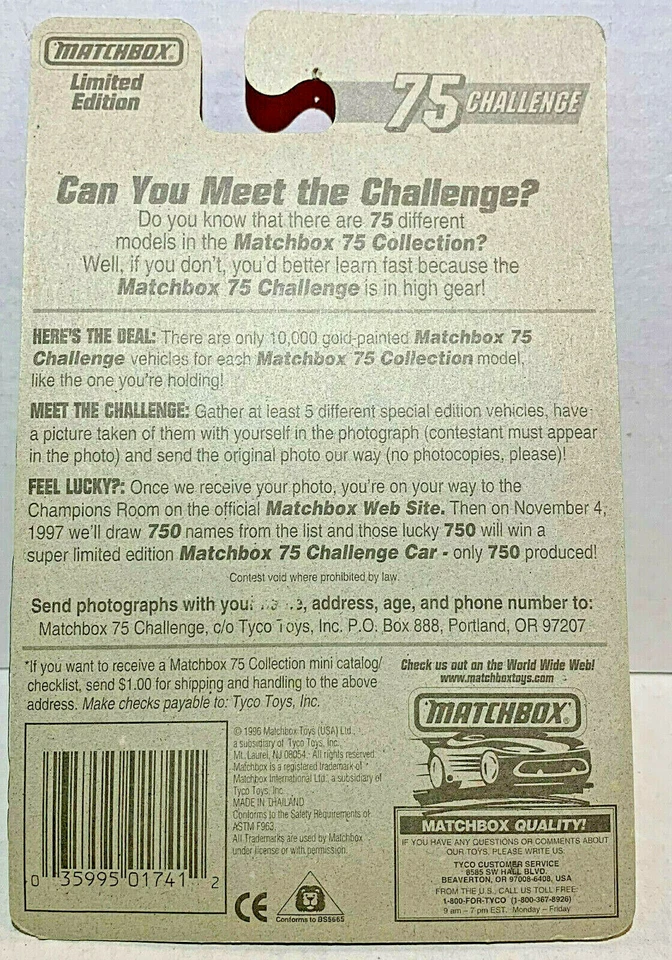 MATCHBOX®
Limited
Edition
75 CHALLENGE
Can You Meet the Challenge?
Do you know that there are 75 different
models in the Matchbox 75 Collection?
Well, if you don't, you'd better learn fast because the
Matchbox 75 Challenge is in high gear!
HERE'S THE DEAL: There are only 10,000 gold-painted Matchbox 75
Challenge vehicles for each Matchbox 75 Collection model,
like the one you're holding!
MEET THE CHALLENGE: Gather at least 5 different special edition vehicles, have
a picture taken of them with yourself in the photograph (contestant must appear
in the photo) and send the original photo our way (no photocopies, please)!
FEEL LUCKY?: Once we receive your photo, you're on your way to the
Champions Room on the official Matchbox Web Site. Then on November 4,
1997 we'll draw 750 names from the list and those lucky 750 will win a
super limited edition Matchbox 75 Challenge Car - only 750 produced!
Contest void where prohibited by law.
Send photographs with your address, age, and phone number to:
Matchbox 75 Challenge, c/o Tyco Toys, Inc. P.O. Box 888, Portland, OR 97207
*If you want to receive a Matchbox 75 Collection mini catalog/
checklist, send $1.00 for shipping and handling to the above
address. Make checks payable to: Tyco Toys, Inc.
Check us out on the World Wide Web!
www.matchboxtoys.com
MATCHBOX®
© 1996 Matchbox Toys (USA) Ltd.,
a subsidiary of Tyco Toys, Inc.
Mt. Laurel, NJ 08054. All rights reserved.
Matchbox is a registered trademark of
Matchbox International Ltd., a subsidiary of
Tyco Toys, Inc.
MADE IN THAILAND
Conforms to the Safety Requirements of
ASTM F963.
All Trademarks are used by Matchbox
under license or with permission.
0 35995 01741 2
CE
Conforms to BS5665
MATCHBOX QUALITY!
IF YOU HAVE ANY QUESTIONS OR COMMENTS ABOUT
OUR TOYS, PLEASE WRITE US:
TYCO CUSTOMER SERVICE
8585 SW HALL BLVD.
BEAVERTON, OR 97008-6408, USA
FROM THE U.S., CALL US TOLL FREE:
1-800-FOR-TYCO (1-800-367-8926)
9 am – 7 pm EST. Monday – Friday